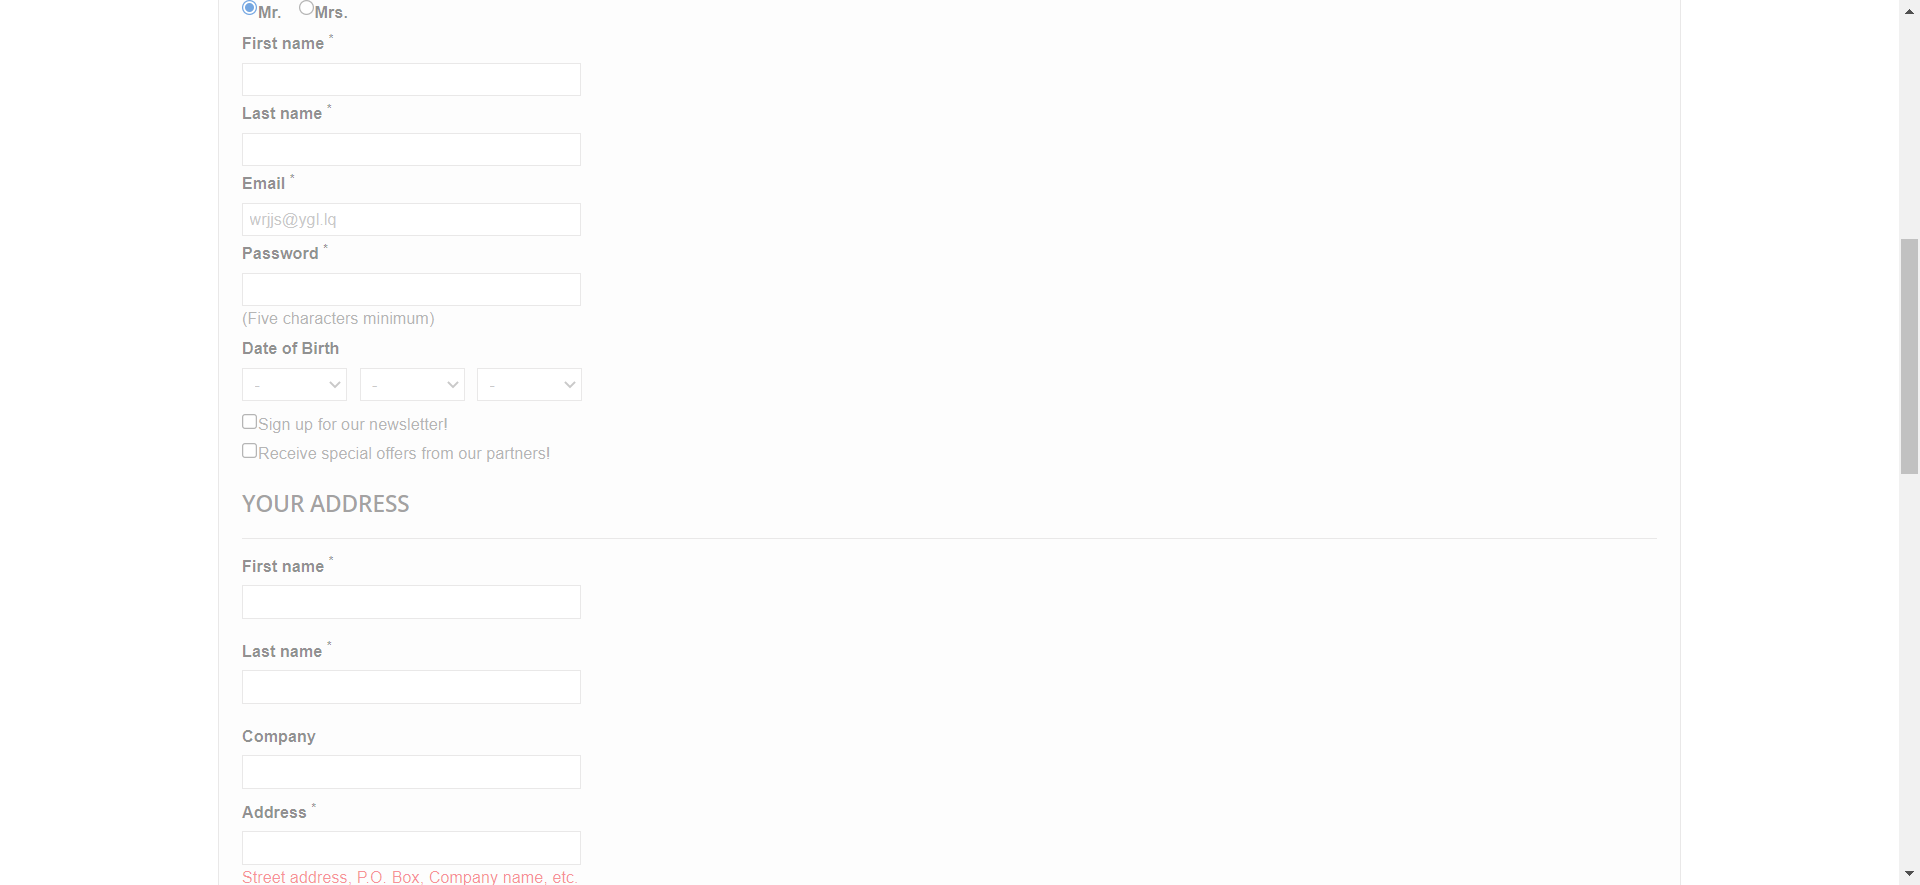 Mr. Mrs.
First name *
Last name *
Email *
wrjjs@ygl.lq
Password *
(Five characters minimum)
Date of Birth
- - -
Sign up for our newsletter!
Receive special offers from our partners!
YOUR ADDRESS
First name *
Last name *
Company
Address *
Street address, P.O. Box, Company name, etc.